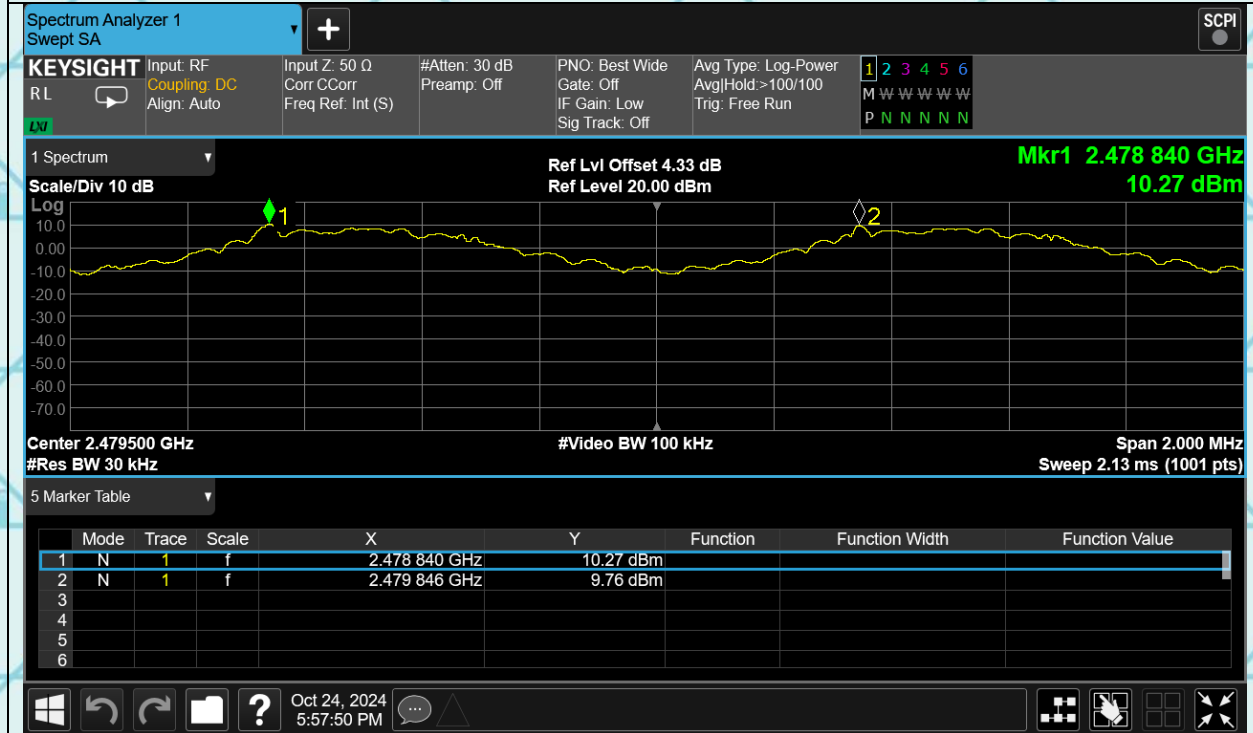 Spectrum Analyzer 1
Swept SA
+
SCPI
KEYSIGHT
R L
LXI
Input: RF
Coupling: DC
Align: Auto
Input Z: 50 Ω
Corr CCorr
Freq Ref: Int (S)
#Atten: 30 dB
Preamp: Off
PNO: Best Wide
Gate: Off
IF Gain: Low
Sig Track: Off
Avg Type: Log-Power
Avg|Hold:>100/100
Trig: Free Run
1 2 3 4 5 6
M W W W W W
P N N N N N
1 Spectrum
Scale/Div 10 dB
Ref Lvl Offset 4.33 dB
Ref Level 20.00 dBm
Mkr1 2.478 840 GHz
10.27 dBm
Log
1
2
10.0
0.00
-10.0
-20.0
-30.0
-40.0
-50.0
-60.0
-70.0
Center 2.479500 GHz
#Video BW 100 kHz
Span 2.000 MHz
#Res BW 30 kHz
Sweep 2.13 ms (1001 pts)
5 Marker Table
Mode Trace Scale X Y Function Function Width Function Value
1 N 1 f 2.478 840 GHz 10.27 dBm
2 N 1 f 2.479 846 GHz 9.76 dBm
3
4
5
6
?
Oct 24, 2024
5:57:50 PM